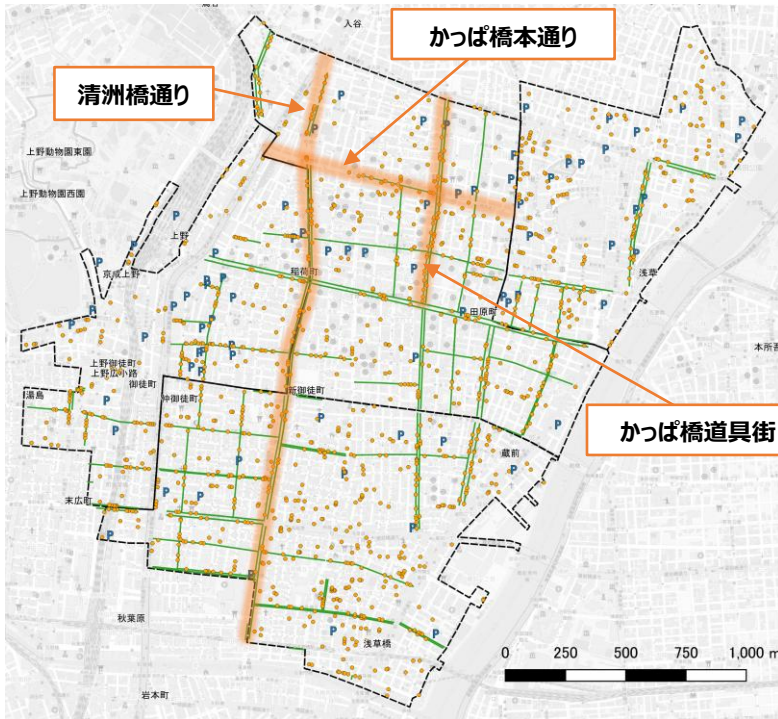 入谷
かっぱ橋本通り
清洲橋通り
上野動物園東園
上野動物園西園
上野
京成上野
稲荷町
浅草
田原町
本所吾
上野御徒町
上野広小路
御徒町
湯島
仲御徒町
新御徒町
かっぱ橋道具街
蔵前
末広町
秋葉原
浅草橋
岩本町
0 250 500 750 1,000 m